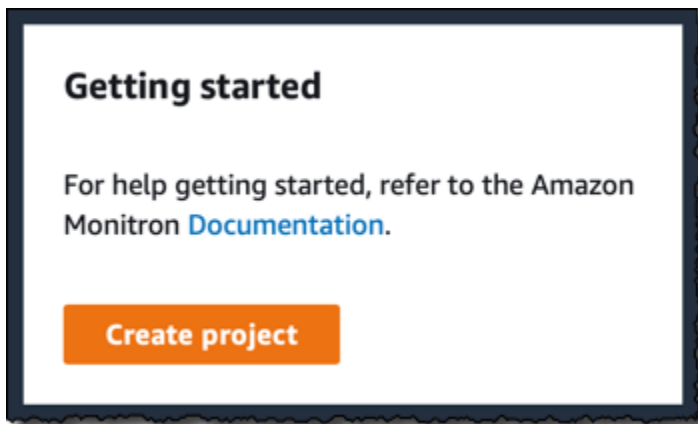 Getting started
For help getting started, refer to the Amazon
Monitron Documentation.
Create project